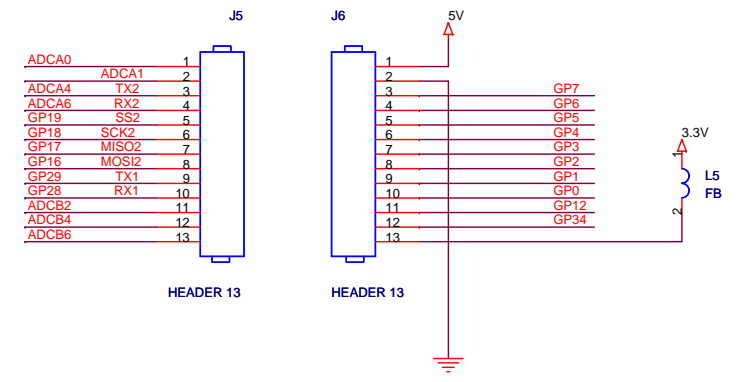 J5 J6 5V
ADCA0 1 1
ADCA1 2 2
ADCA4 TX2 3 3 GP7
ADCA6 RX2 4 4 GP6
GP19 SS2 5 5 GP5
GP18 SCK2 6 6 GP4 3.3V
GP17 MISO2 7 7 GP3 1
GP16 MOSI2 8 8 GP2
GP29 TX1 9 9 GP1 L5
GP28 RX1 10 10 GP0 FB
ADCB2 11 11 GP12 2
ADCB4 12 12 GP34
ADCB6 13 13
HEADER 13 HEADER 13